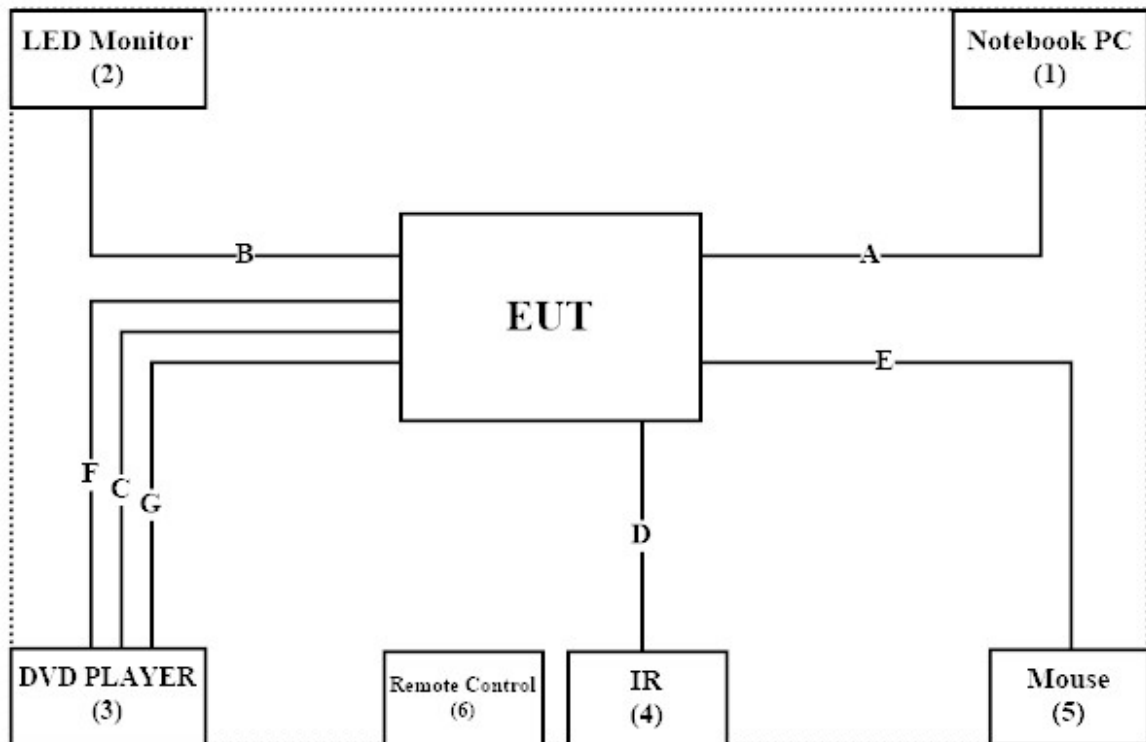 LED Monitor
(2)
Notebook PC
(1)
B
A
EUT
E
F
C
G
D
DVD PLAYER
(3)
Remote Control
(6)
IR
(4)
Mouse
(5)